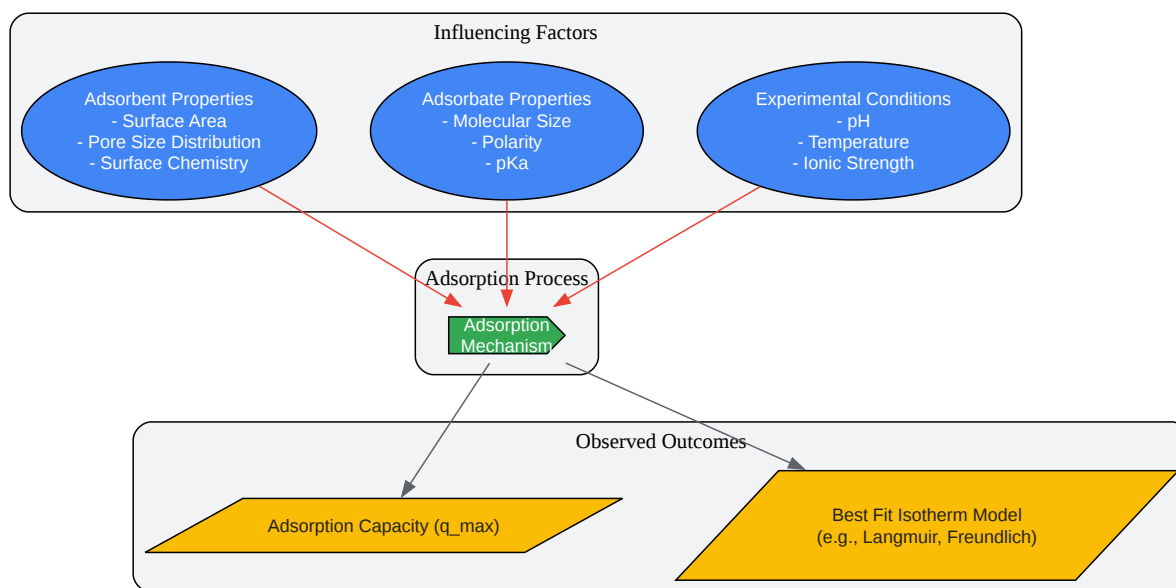 Influencing Factors
Adsorbent Properties
- Surface Area
- Pore Size Distribution
- Surface Chemistry
Adsorbate Properties
- Molecular Size
- Polarity
- pKa
Experimental Conditions
- pH
- Temperature
- Ionic Strength
Adsorption Process
Adsorption
Mechanism
Observed Outcomes
Adsorption Capacity (q_max)
Best Fit Isotherm Model
(e.g., Langmuir, Freundlich)